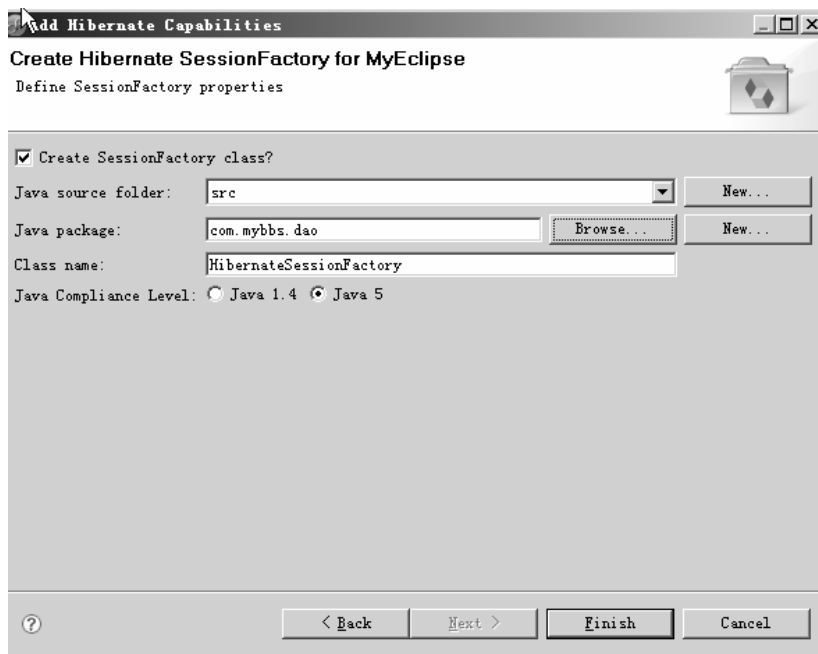 Add Hibernate Capabilities
Create Hibernate SessionFactory for MyEclipse
Define SessionFactory properties
Create SessionFactory class?
Java source folder: src New...
Java package: com.mybbs.dao Browse... New...
Class name: HibernateSessionFactory
Java Compliance Level: Java 1.4 Java 5
< Back Next > Finish Cancel